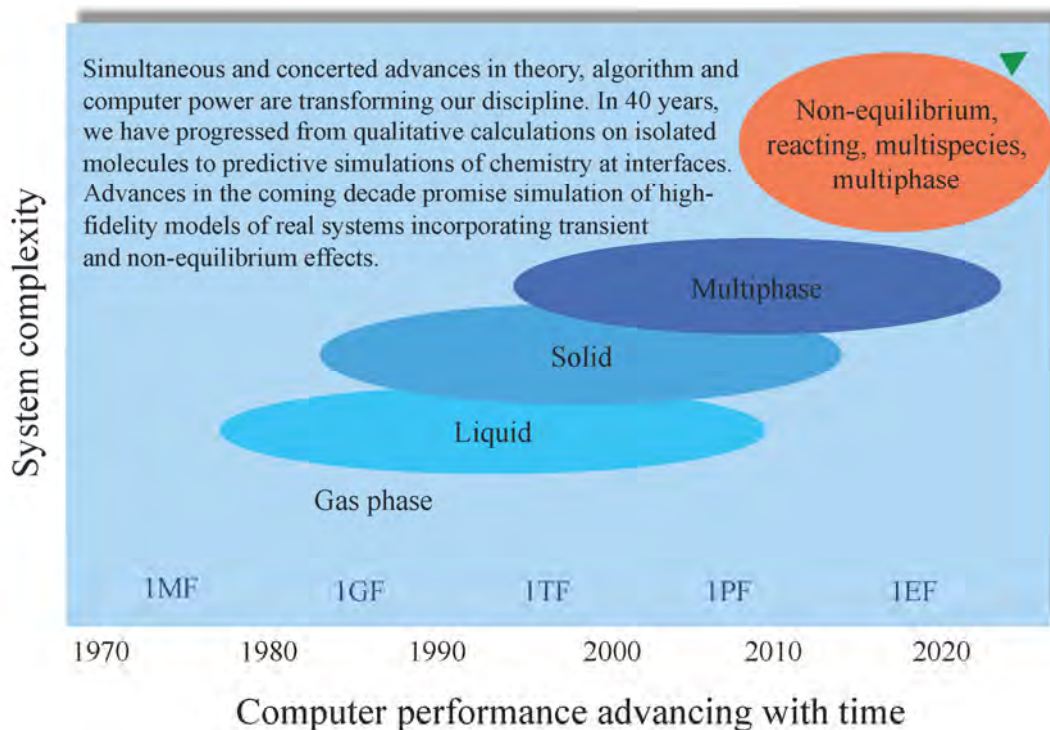 Simultaneous and concerted advances in theory, algorithm and
computer power are transforming our discipline. In 40 years,
we have progressed from qualitative calculations on isolated
molecules to predictive simulations of chemistry at interfaces.
Advances in the coming decade promise simulation of high-
fidelity models of real systems incorporating transient
and non-equilibrium effects.
Non-equilibrium,
reacting, multispecies,
multiphase
Multiphase
Solid
Liquid
Gas phase
System complexity
1MF 1GF 1TF 1PF 1EF
1970 1980 1990 2000 2010 2020
Computer performance advancing with time